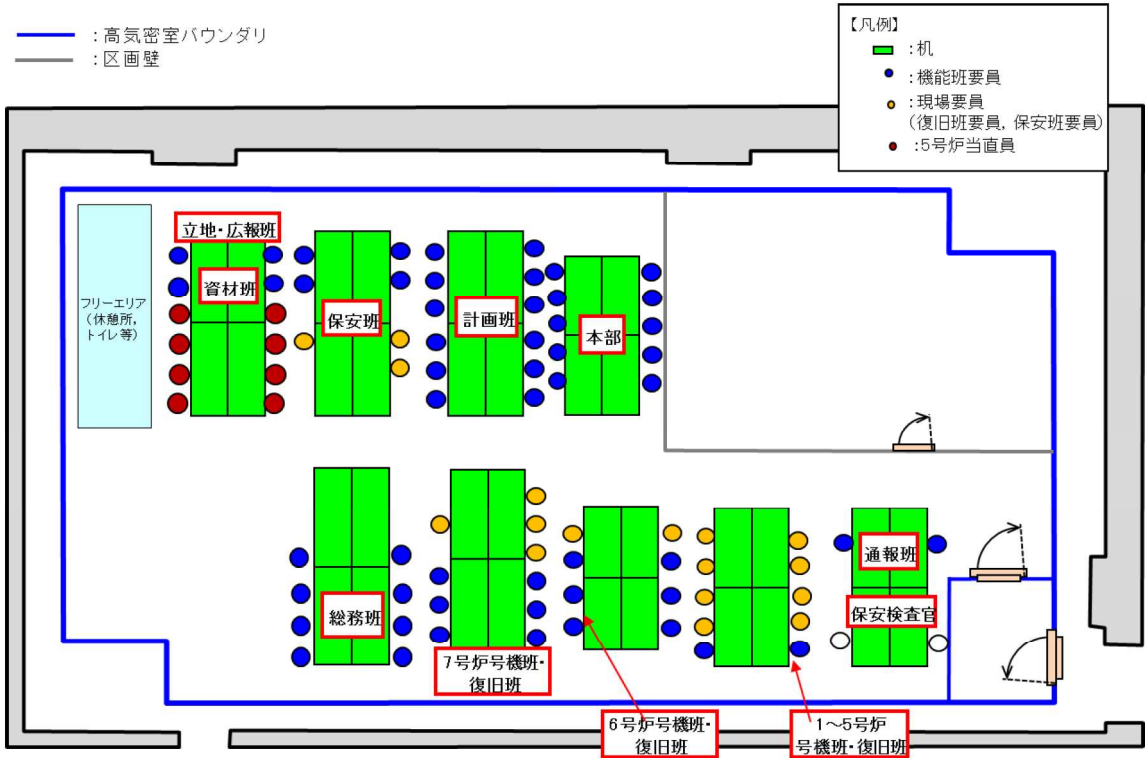 ：高気密室バウンダリ
：区画壁
【凡例】
：机
：機能班要員
：現場要員
(復旧班要員，保安班要員)
：5号炉当直員
フリーエリア
（休憩所，
トイレ等）
立地・広報班
資材班
保安班
計画班
本部
総務班
7号炉号機班・
復旧班
6号炉号機班・
復旧班
1～5号炉
号機班・復旧班
通報班
保安検査官